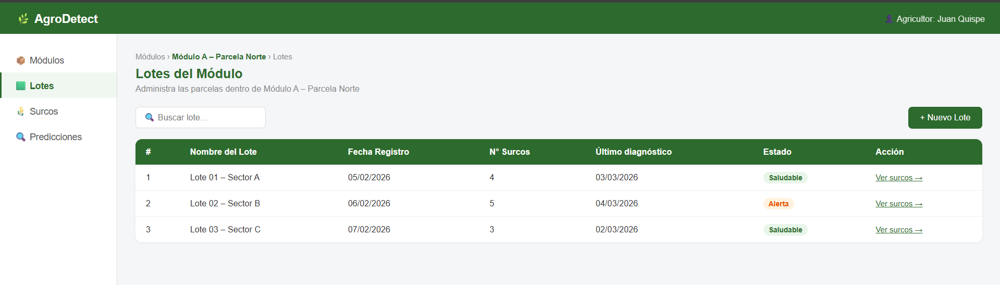 AgroDetect
Agricultor: Juan Quispe
Módulos
Lotes
Surcos
Predicciones
Módulos › Módulo A – Parcela Norte › Lotes
Lotes del Módulo
Administra las parcelas dentro de Módulo A – Parcela Norte
Buscar lote...
+ Nuevo Lote
# Nombre del Lote Fecha Registro N° Surcos Último diagnóstico Estado Acción
1 Lote 01 – Sector A 05/02/2026 4 03/03/2026 Saludable Ver surcos →
2 Lote 02 – Sector B 06/02/2026 5 04/03/2026 Alerta Ver surcos →
3 Lote 03 – Sector C 07/02/2026 3 02/03/2026 Saludable Ver surcos →